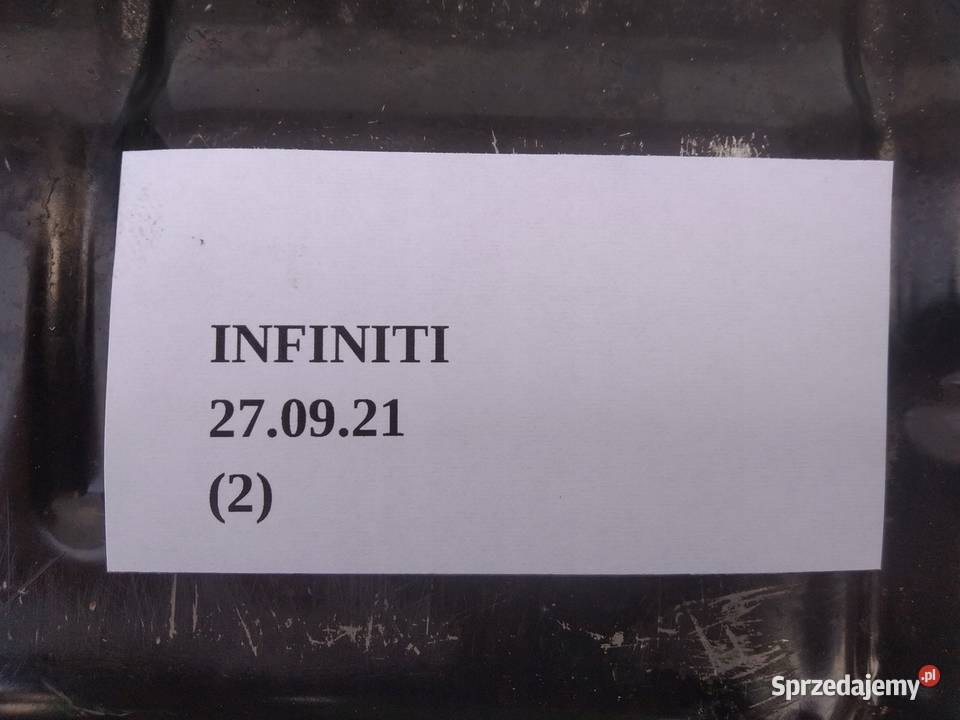 INFINITI
27.09.21
(2)
Sprzedajemy.pl